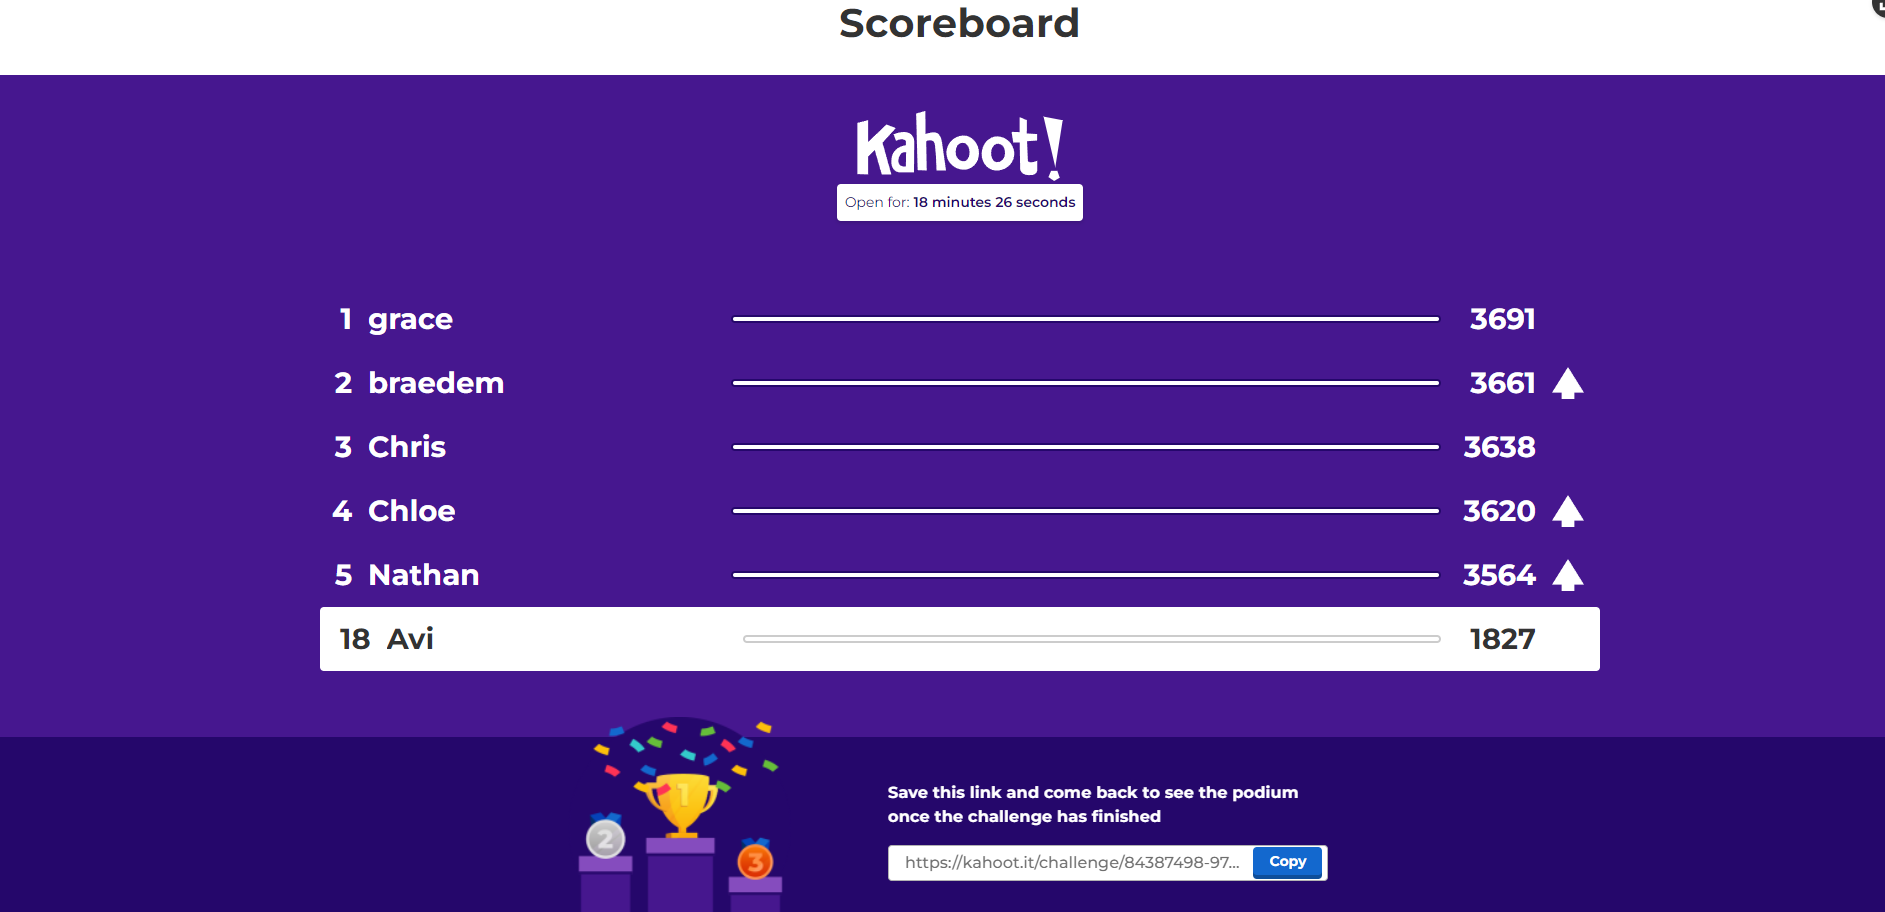 Scoreboard
Kahoot!
Open for: 18 minutes 26 seconds
1 grace 3691
2 braedem 3661
3 Chris 3638
4 Chloe 3620
5 Nathan 3564
18 Avi 1827
1
2
3
Save this link and come back to see the podium
once the challenge has finished
https://kahoot.it/challenge/84387498-97... Copy